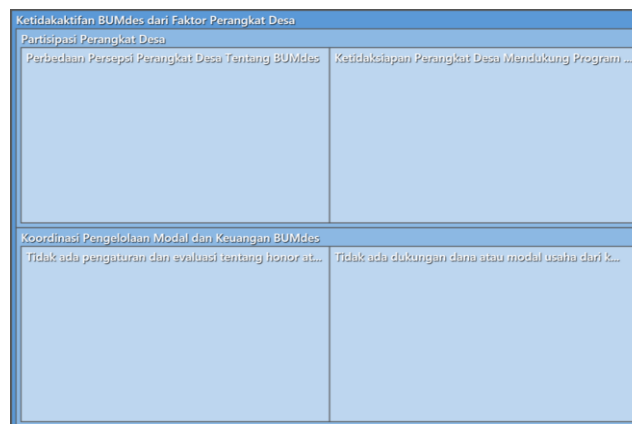 Ketidakaktifan BUMdes dari Faktor Perangkat Desa
Partisipasi Perangkat Desa
Perbedaan Persepsi Perangkat Desa Tentang BUMdes
Ketidaksiapan Perangkat Desa Mendukung Program ...
Koordinasi Pengelolaan Modal dan Keuangan BUMdes
Tidak ada pengaturan dan evaluasi tentang honor at...
Tidak ada dukungan dana atau modal usaha dari k...